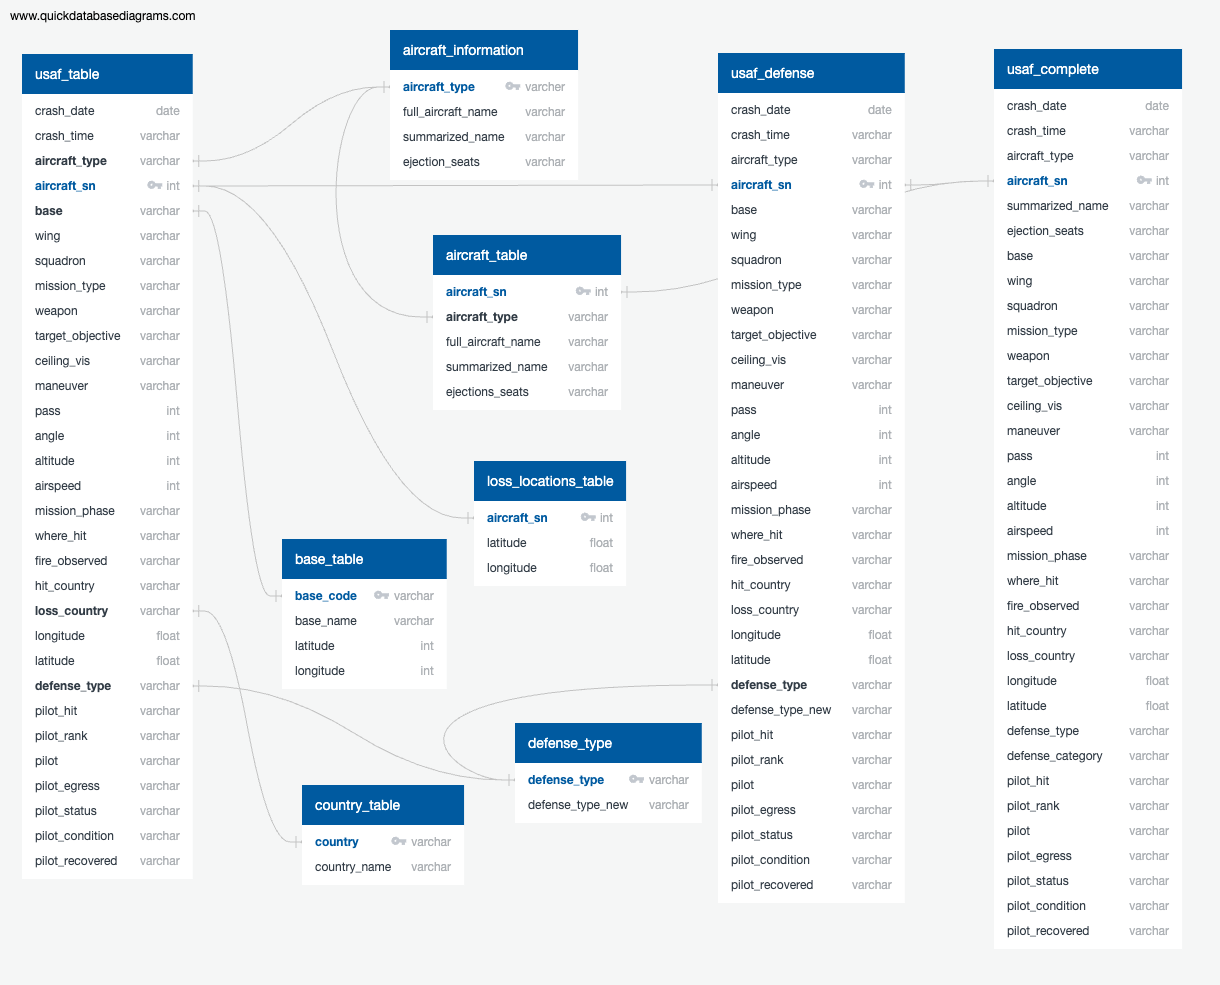 www.quickdatabasediagrams.com
usaf_table
crash_date date
crash_time varchar
aircraft_type varchar
aircraft_sn int
base varchar
wing varchar
squadron varchar
mission_type varchar
weapon varchar
target_objective varchar
ceiling_vis varchar
maneuver varchar
pass int
angle int
altitude int
airspeed int
mission_phase varchar
where_hit varchar
fire_observed varchar
hit_country varchar
loss_country varchar
longitude float
latitude float
defense_type varchar
pilot_hit varchar
pilot_rank varchar
pilot varchar
pilot_egress varchar
pilot_status varchar
pilot_condition varchar
pilot_recovered varchar
aircraft_information
aircraft_type varcher
full_aircraft_name varchar
summarized_name varchar
ejection_seats varchar
aircraft_table
aircraft_sn int
aircraft_type varchar
full_aircraft_name varchar
summarized_name varchar
ejections_seats varchar
loss_locations_table
aircraft_sn int
latitude float
longitude float
base_table
base_code varchar
base_name varchar
latitude int
longitude int
defense_type
defense_type varchar
defense_type_new varchar
country_table
country varchar
country_name varchar
usaf_defense
crash_date date
crash_time varchar
aircraft_type varchar
aircraft_sn int
base varchar
wing varchar
squadron varchar
mission_type varchar
weapon varchar
target_objective varchar
ceiling_vis varchar
maneuver varchar
pass int
angle int
altitude int
airspeed int
mission_phase varchar
where_hit varchar
fire_observed varchar
hit_country varchar
loss_country varchar
longitude float
latitude float
defense_type varchar
defense_type_new varchar
pilot_hit varchar
pilot_rank varchar
pilot varchar
pilot_egress varchar
pilot_status varchar
pilot_condition varchar
pilot_recovered varchar
usaf_complete
crash_date date
crash_time varchar
aircraft_type varchar
aircraft_sn int
summarized_name varchar
ejection_seats varchar
base varchar
wing varchar
squadron varchar
mission_type varchar
weapon varchar
target_objective varchar
ceiling_vis varchar
maneuver varchar
pass int
angle int
altitude int
airspeed int
mission_phase varchar
where_hit varchar
fire_observed varchar
hit_country varchar
loss_country varchar
longitude float
latitude float
defense_type varchar
defense_category varchar
pilot_hit varchar
pilot_rank varchar
pilot varchar
pilot_egress varchar
pilot_status varchar
pilot_condition varchar
pilot_recovered varchar